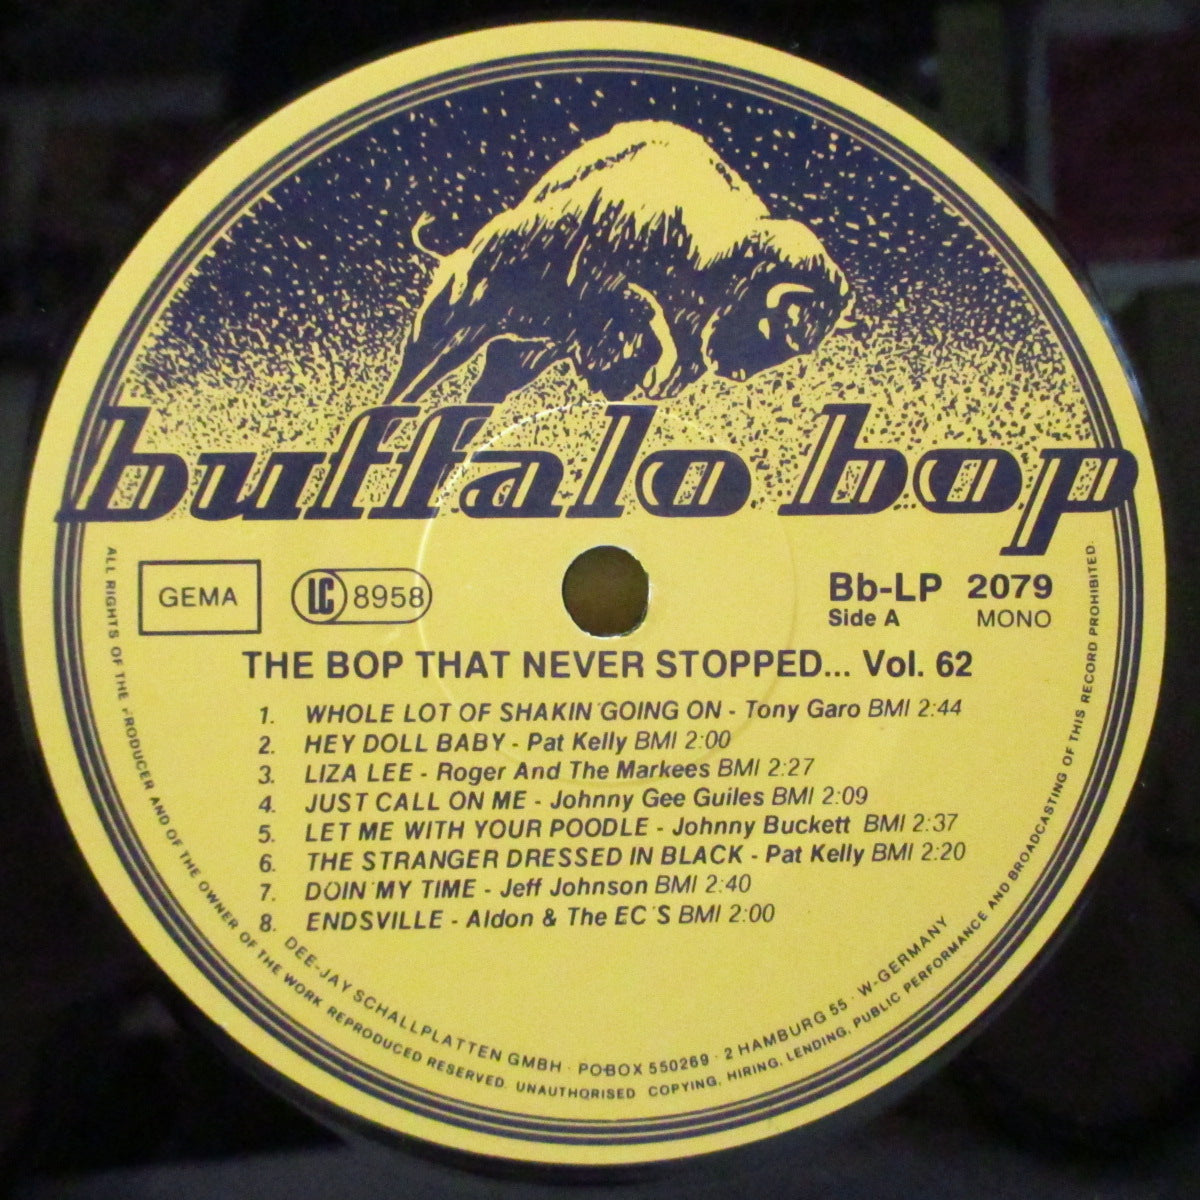 buffalo bop
GEMA
LC 8958
Bb-LP 2079
Side A MONO
THE BOP THAT NEVER STOPPED... Vol. 62
1. WHOLE LOT OF SHAKIN'GOING ON - Tony Garo BMI 2:44
2. HEY DOLL BABY - Pat Kelly BMI 2:00
3. LIZA LEE - Roger And The Markees BMI 2:27
4. JUST CALL ON ME - Johnny Gee Guiles BMI 2:09
5. LET ME WITH YOUR POODLE - Johnny Buckett BMI 2:37
6. THE STRANGER DRESSED IN BLACK - Pat Kelly BMI 2:20
7. DOIN'MY TIME - Jeff Johnson BMI 2:40
8. ENDSVILLE - Aldon & The EC'S BMI 2:00
DEE-JAY SCHALLPLATTEN GMBH · PO-BOX 550269 · 2 HAMBURG 55 · W-GERMANY
ALL RIGHTS OF THE PRODUCER AND OF THE OWNER OF THE WORK REPRODUCED RESERVED. UNAUTHORISED COPYING, HIRING, LENDING, PUBLIC PERFORMANCE AND BROADCASTING OF THIS RECORD PROHIBITED.